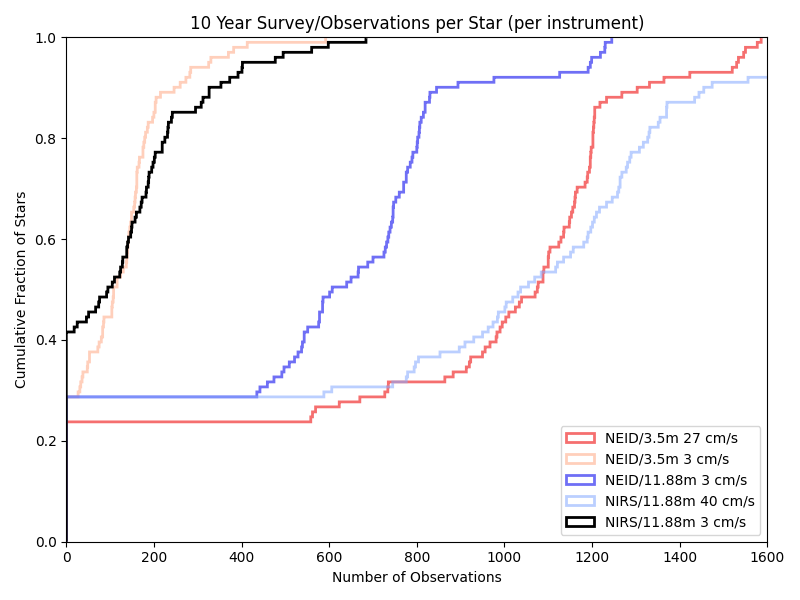 10 Year Survey/Observations per Star (per instrument)
1.0
0.8
0.6
0.4
0.2
0.0
Cumulative Fraction of Stars
NEID/3.5m 27 cm/s
NEID/3.5m 3 cm/s
NEID/11.88m 3 cm/s
NIRS/11.88m 40 cm/s
NIRS/11.88m 3 cm/s
0 200 400 600 800 1000 1200 1400 1600
Number of Observations